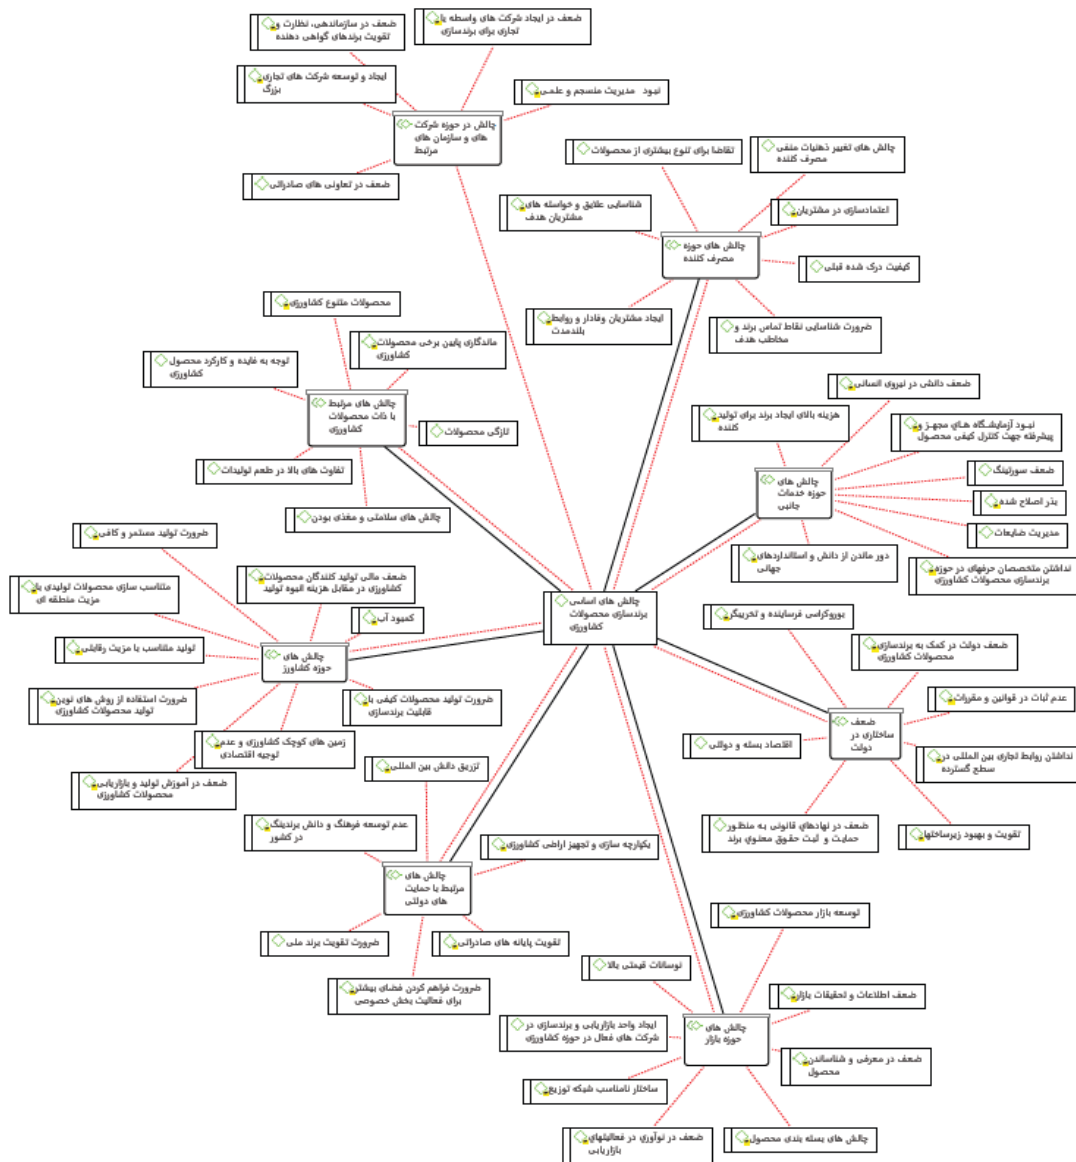 ضعف در ایجاد شرکت های واسطه یا
تجاری برای برندسازی
ضعف در سازماندهی، نظارت و
تقویت برندهای گواهی دهنده
ایجاد و توسعه شرکت های تجاری
بزرگ
نبود مدیریت منسجم و علمی
چالش در حوزه شرکت
های و سازمان های
مرتبط
ضعف در تعاونی های صادراتی
تقاضا برای تنوع بیشتری از محصولات
چالش های تغییر ذهنیات منفی
مصرف کننده
شناسایی علایق و خواسته های
مشتریان هدف
اعتمادسازی در مشتریان
چالش های حوزه
مصرف کننده
کیفیت درک شده قبلی
ایجاد مشتریان وفادار و روابط
بلندمدت
ضرورت شناسایی نقاط تماس برند و
مخاطب هدف
محصولات متنوع کشاورزی
ماندگاری پایین برخی محصولات
کشاورزی
توجه به فایده و کارکرد محصول
کشاورزی
چالش های مرتبط
با ذات محصولات
کشاورزی
تازگی محصولات
تفاوت های بالا در طعم تولیدات
چالش های سلامتی و مغذی بودن
ضعف دانشی در نیروی انسانی
هزینه بالای ایجاد برند برای تولید
کننده
نبود آزمایشگاه های مجهز و
پیشرفته جهت کنترل کیفی محصول
ضعف سورتینگ
چالش های
حوزه خدمات
جانبی
بذر اصلاح شده
مدیریت ضایعات
دور ماندن از دانش و اسلانداردهای
جهانی
نداشتن متخصصان حرفهای در حوزه
برندسازی محصولات کشاورزی
چالش های اساسی
برندسازی محصولات
کشاورزی
ضرورت تولید مستمر و کافی
ضعف مالی تولید کنندگان محصولات
کشاورزی در مقابل هزینه انبوه تولید
متناسب سازی محصولات تولیدی با
مزیت منطقه ای
کمبود آب
تولید متناسب با مزیت رقابتی
چالش های
حوزه کشاورز
ضرورت استفاده از روش های نوین
تولید محصولات کشاورزی
ضرورت تولید محصولات کیفی با
قابلیت برندسازی
زمین های کوچک کشاورزی و عدم
توجیه اقتصادی
ضعف در آموزش تولید و بازاریابی
محصولات کشاورزی
بوروکراسی فرساینده و تخریبگر
ضعف دولت در کمک به برندسازی
محصولات کشاورزی
عدم ثبات در قوانین و مقررات
ضعف
ساختاری در
دولت
اقتصاد بسته و دولتی
نداشتن روابط تجاری بین المللی در
سطح گسترده
ضعف در نهادهای قانونی به منظور
حمایت و ثبت حقوق معنوی برند
تقویت و بهبود زیرساختها
تزریق دانش بین المللی
عدم توسعه فرهنگ و دانش برندینگ
در کشور
یکپارچه سازی و تجهیز اراضی کشاورزی
چالش های
مرتبط با حمایت
های دولتی
ضرورت تقویت برند ملی
تقویت پایانه های صادراتی
ضرورت فراهم کردن فضای بیشتر
برای فعالیت بخش خصوصی
توسعه بازار محصولات کشاورزی
نوسانات قیمتی بالا
ضعف اطلاعات و تحقیقات بازار
ایجاد واحد بازاریابی و برندسازی در
شرکت های فعال در حوزه کشاورزی
چالش های
حوزه بازار
ضعف در معرفی و شناساندن
محصول
ساختار نامناسب شبکه توزیع
ضعف در نوآوری در فعالیتهای
بازاریابی
چالش های بسته بندی محصول